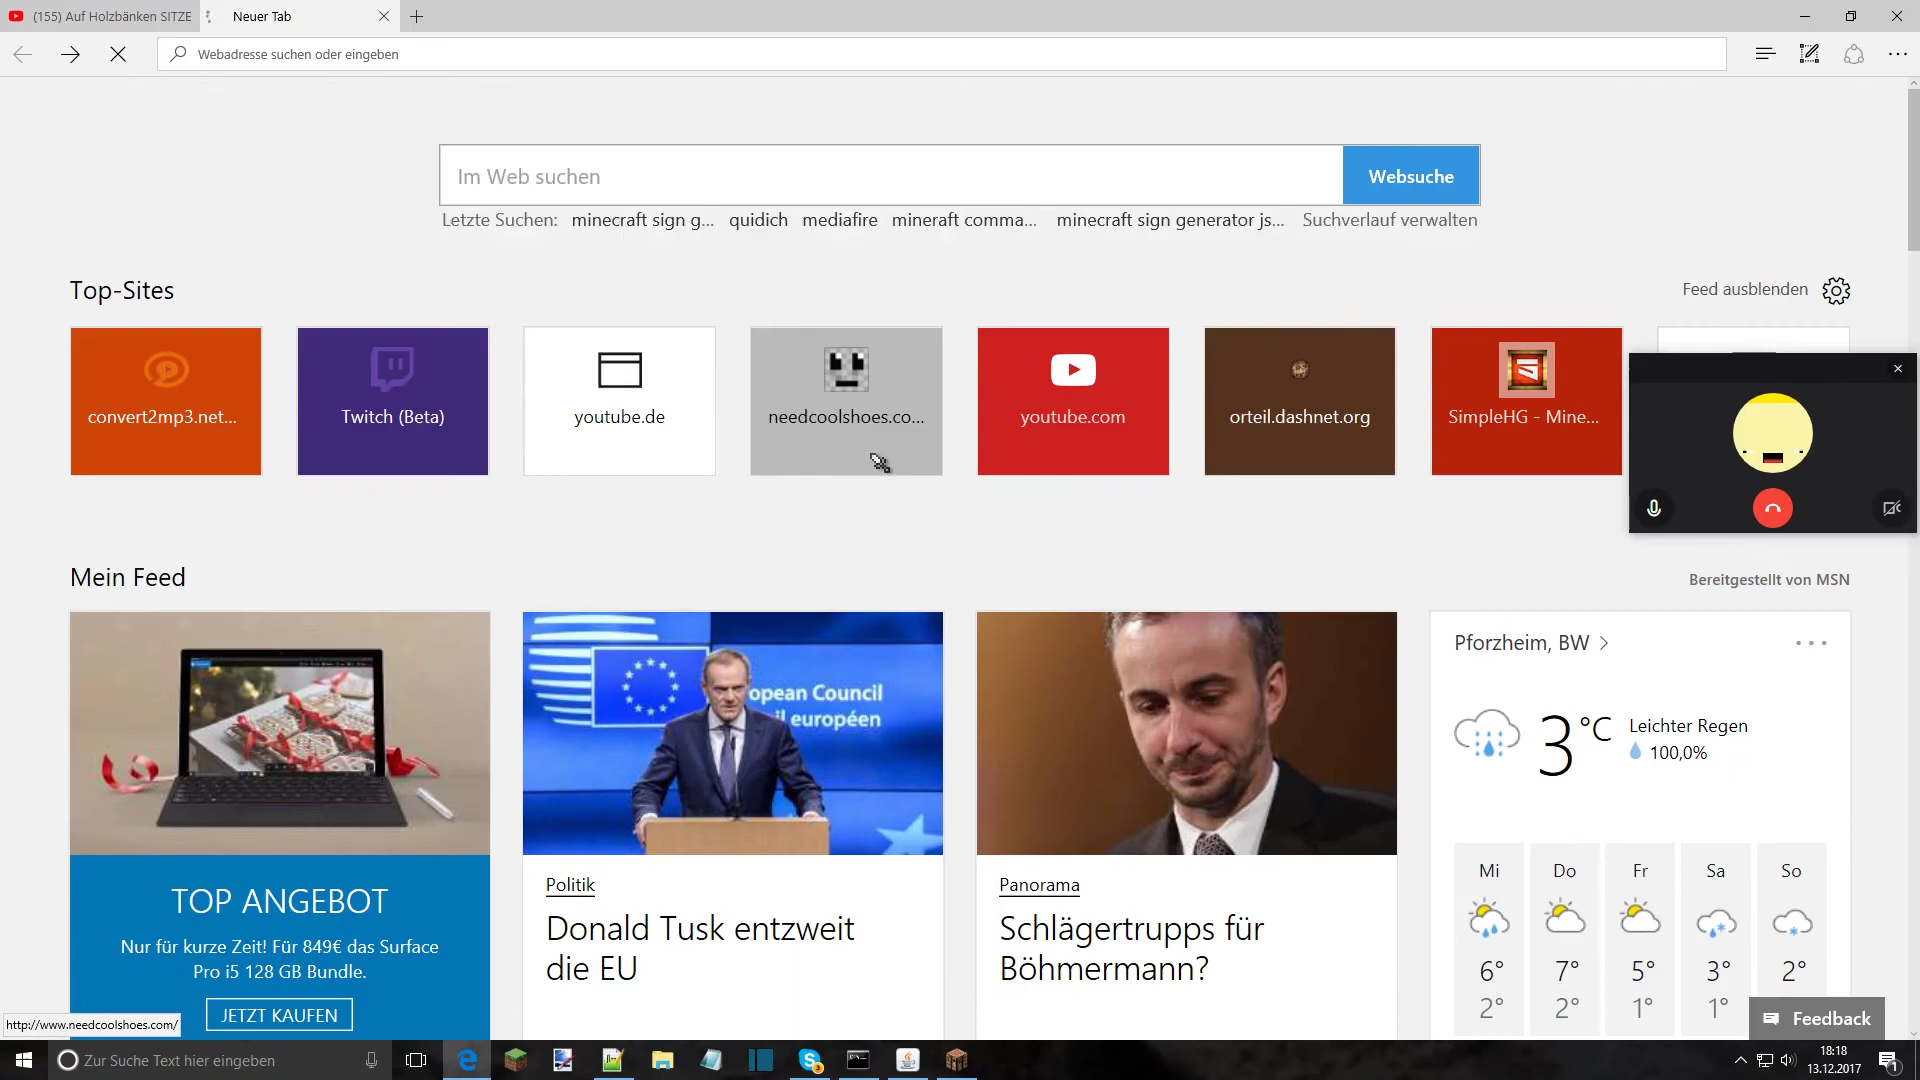 (155) Auf Holzbänken SITZE
Neuer Tab
Webadresse suchen oder eingeben
Im Web suchen
Websuche
Letzte Suchen: minecraft sign g... quidich mediafire mineraft comma... minecraft sign generator js... Suchverlauf verwalten
Top-Sites
Feed ausblenden
convert2mp3.net...
Twitch (Beta)
youtube.de
needcoolshoes.co...
youtube.com
orteil.dashnet.org
SimpleHG - Mine...
Mein Feed
Bereitgestellt von MSN
TOP ANGEBOT
Nur für kurze Zeit! Für 849€ das Surface
Pro i5 128 GB Bundle.
JETZT KAUFEN
opean Council
il européen
Politik
Donald Tusk entzweit
die EU
Panorama
Schlägertrupps für
Böhmermann?
Pforzheim, BW
3 °C
Leichter Regen
100,0%
Mi Do Fr Sa So
6° 7° 5° 3° 2°
2° 2° 1° 1°
Feedback
http://www.needcoolshoes.com/
Zur Suche Text hier eingeben
3
18:18
13.12.2017
1